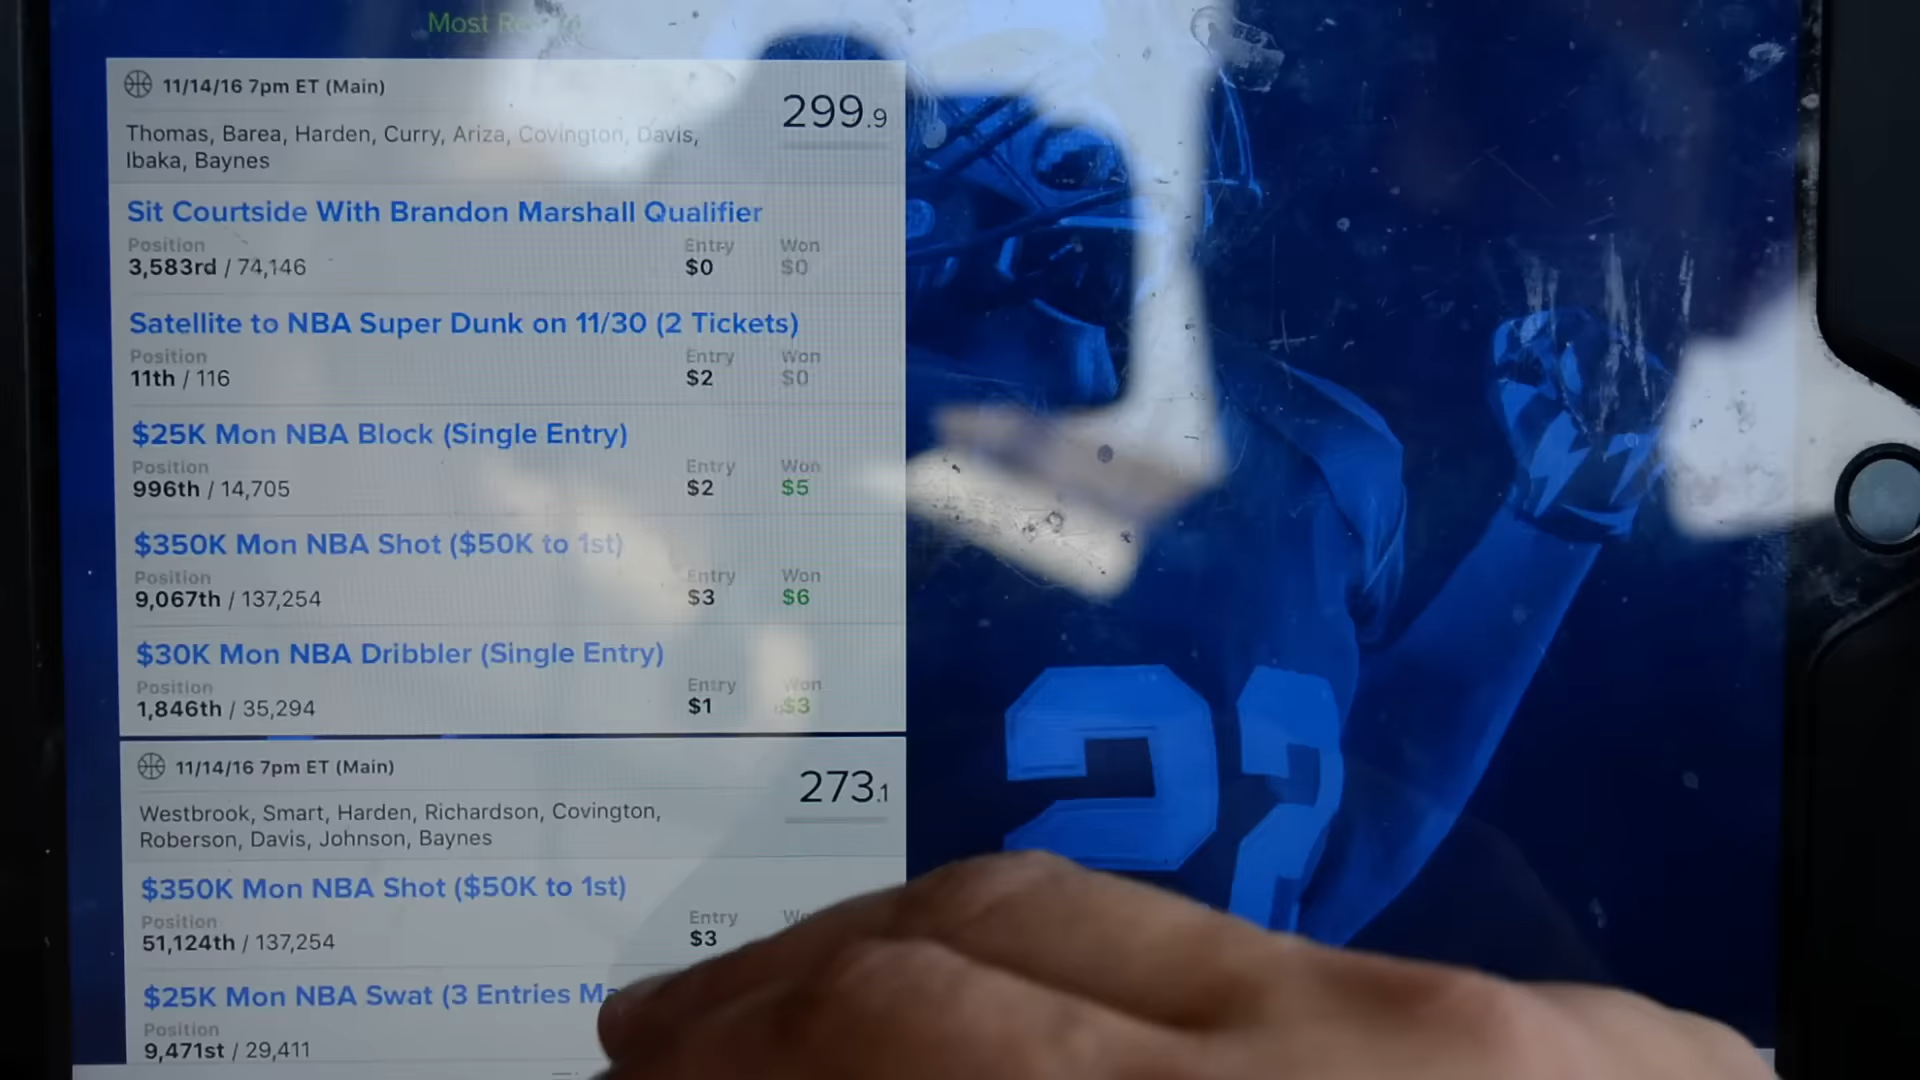 Most
11/14/16 7pm ET (Main)
299.9
Thomas, Barea, Harden, Curry, Ariza, Covington, Davis,
Ibaka, Baynes
Sit Courtside With Brandon Marshall Qualifier
Position Entry Won
3,583rd / 74,146 $0 $0
Satellite to NBA Super Dunk on 11/30 (2 Tickets)
Position Entry Won
11th / 116 $2 $0
$25K Mon NBA Block (Single Entry)
Position Entry Won
996th / 14,705 $2 $5
$350K Mon NBA Shot ($50K to 1st)
Position Entry Won
9,067th / 137,254 $3 $6
$30K Mon NBA Dribbler (Single Entry)
Position Entry Won
1,846th / 35,294 $1 $3
11/14/16 7pm ET (Main)
273.1
Westbrook, Smart, Harden, Richardson, Covington,
Roberson, Davis, Johnson, Baynes
$350K Mon NBA Shot ($50K to 1st)
Position Entry
51,124th / 137,254 $3
$25K Mon NBA Swat (3 Entries
Position
9,471st / 29,411
22